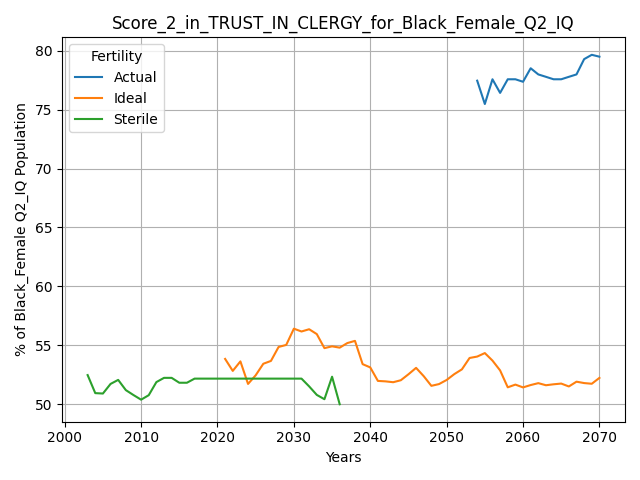 Score_2_in_TRUST_IN_CLERGY_for_Black_Female_Q2_IQ
Fertility
Actual
Ideal
Sterile
% of Black_Female Q2_IQ Population
80
75
70
65
60
55
50
2000 2010 2020 2030 2040 2050 2060 2070
Years